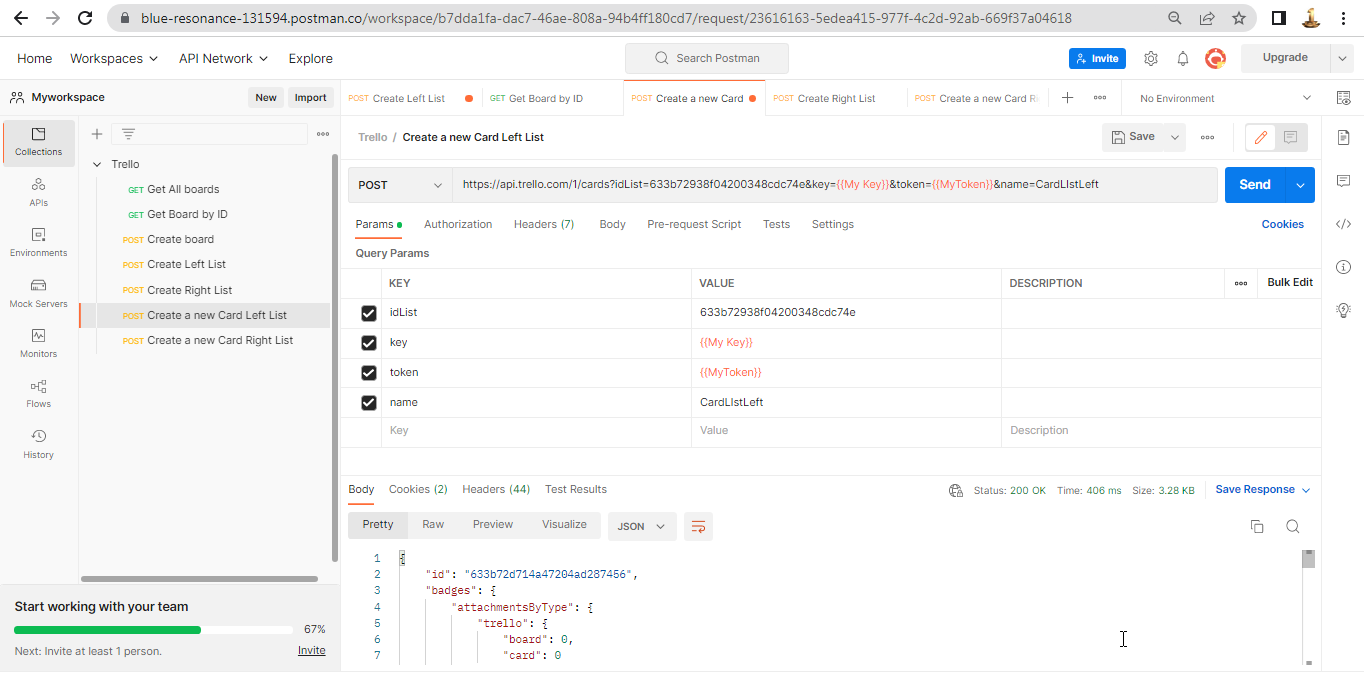 blue-resonance-131594.postman.co/workspace/b7dda1fa-dac7-46ae-808a-94b4ff180cd7/request/23616163-5edea415-977f-4c2d-92ab-669f37a04618
Home Workspaces API Network Explore Search Postman Invite Upgrade
Myworkspace New Import
POST Create Left List GET Get Board by ID POST Create a new Card POST Create Right List POST Create a new Card R No Environment
Collections
APIs
Environments
Mock Servers
Monitors
Flows
History
Trello
GET Get All boards
GET Get Board by ID
POST Create board
POST Create Left List
POST Create Right List
POST Create a new Card Left List
POST Create a new Card Right List
Start working with your team
67%
Next: Invite at least 1 person. Invite
Trello / Create a new Card Left List Save
POST https://api.trello.com/1/cards?idList=633b72938f04200348cdc74e&key={{My Key}}&token={{MyToken}}&name=CardLIstLeft Send
Params Authorization Headers (7) Body Pre-request Script Tests Settings Cookies
Query Params
KEY VALUE DESCRIPTION Bulk Edit
idList 633b72938f04200348cdc74e
key {{My Key}}
token {{MyToken}}
name CardLIstLeft
Key Value Description
Body Cookies (2) Headers (44) Test Results Status: 200 OK Time: 406 ms Size: 3.28 KB Save Response
Pretty Raw Preview Visualize JSON
1 {
2 "id": "633b72d714a47204ad287456",
3 "badges": {
4 "attachmentsByType": {
5 "trello": {
6 "board": 0,
7 "card": 0